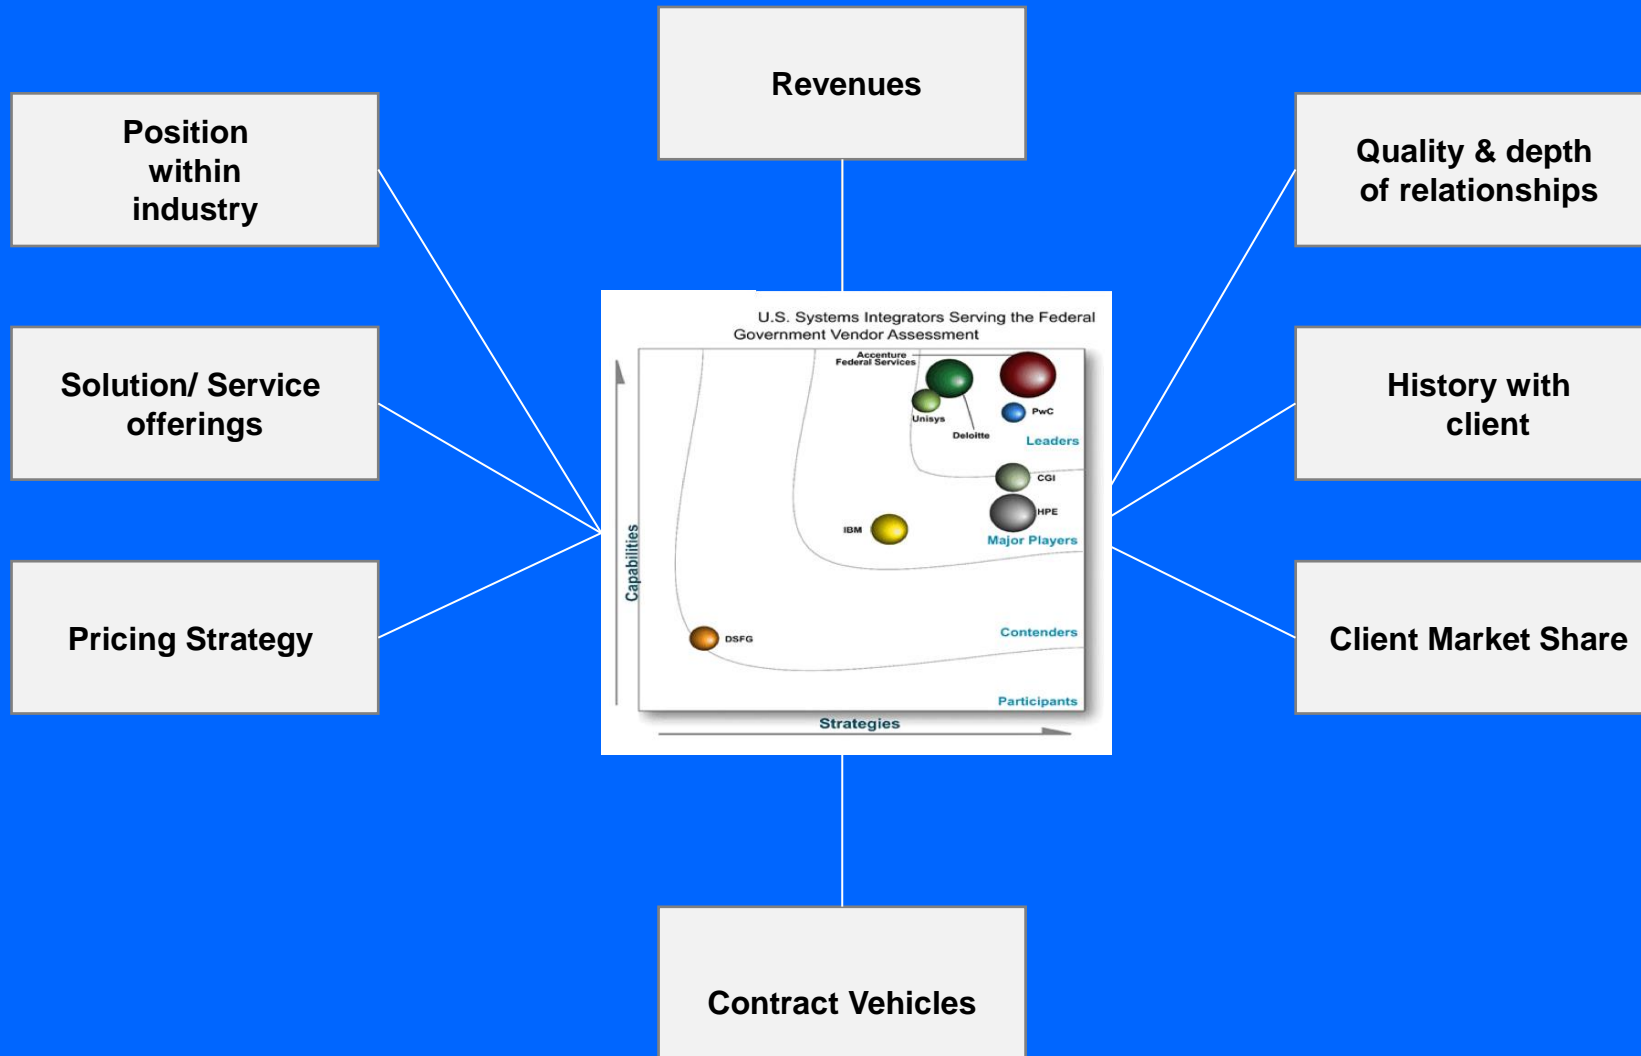 Revenues
Position
within
industry
Quality & depth
of relationships
Solution/ Service
offerings
History with
client
Pricing Strategy
Client Market Share
Contract Vehicles
U.S. Systems Integrators Serving the Federal
Government Vendor Assessment
Accenture
Federal Services
Unisys
Deloitte
PwC
Leaders
CGI
HPE
IBM
Major Players
Capabilities
DSFG
Contenders
Participants
Strategies